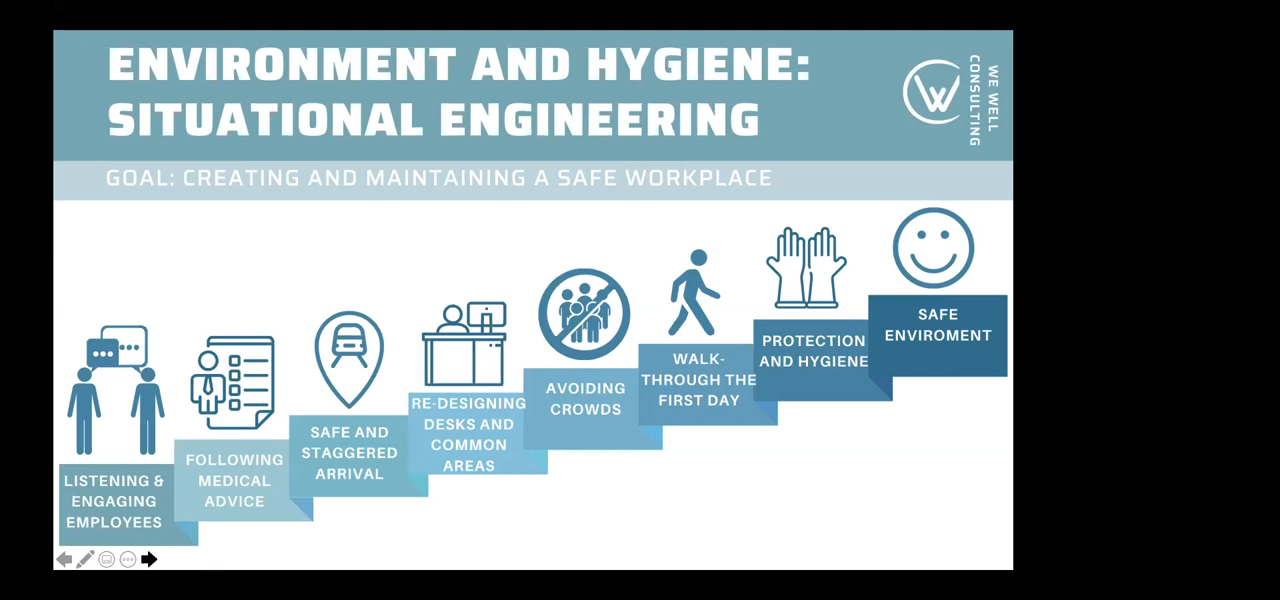 ENVIRONMENT AND HYGIENE:
SITUATIONAL ENGINEERING
WE WELL
CONSULTING
GOAL: CREATING AND MAINTAINING A SAFE WORKPLACE
LISTENING &
ENGAGING
EMPLOYEES
FOLLOWING
MEDICAL
ADVICE
SAFE AND
STAGGERED
ARRIVAL
RE-DESIGNING
DESKS AND
COMMON
AREAS
AVOIDING
CROWDS
WALK-
THROUGH THE
FIRST DAY
PROTECTION
AND HYGIENE
SAFE
ENVIROMENT